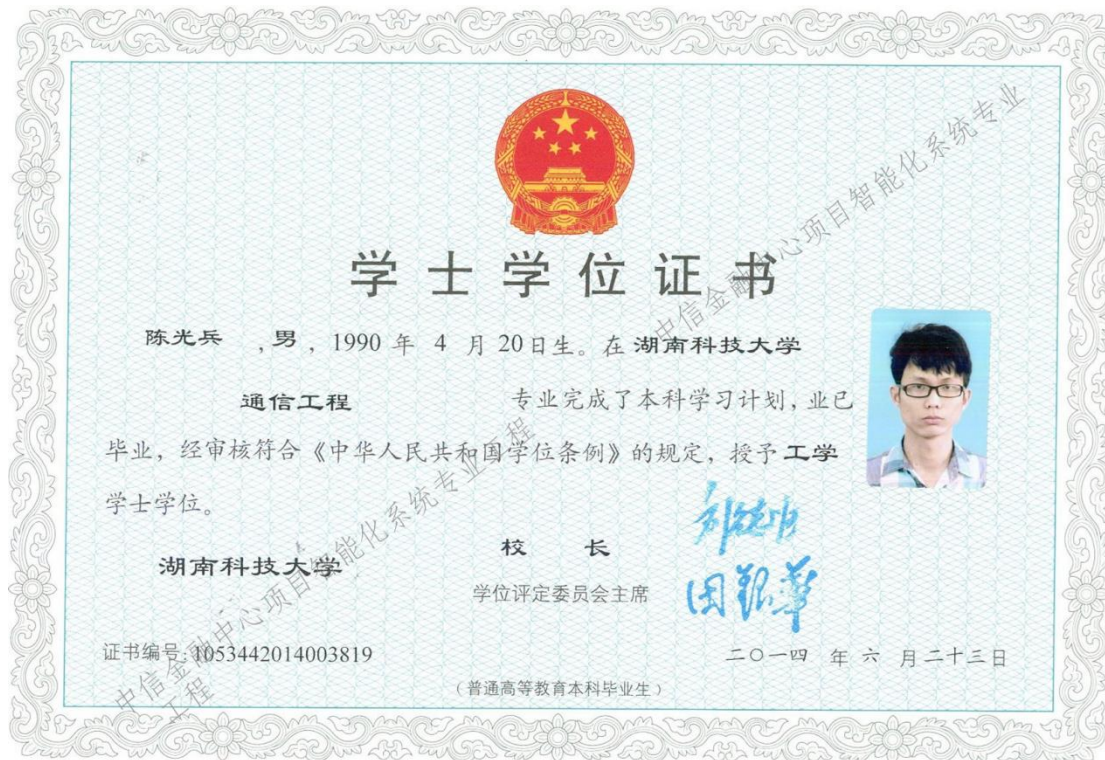 学士学位证书
陈光兵 ,男, 1990 年 4 月 20日生。在 湖南科技大学
通信工程 专业完成了本科学习计划,业已
毕业,经审核符合《中华人民共和国学位条例》的规定,授予 工学
学士学位。
湖南科技大学
校 长
学位评定委员会主席
田银华
证书编号:1053442014003819
二〇一四 年 六 月二十三日
(普通高等教育本科毕业生)
中信金融中心项目智能化系统专业
中信金融中心项目智能化系统专业工程
工程